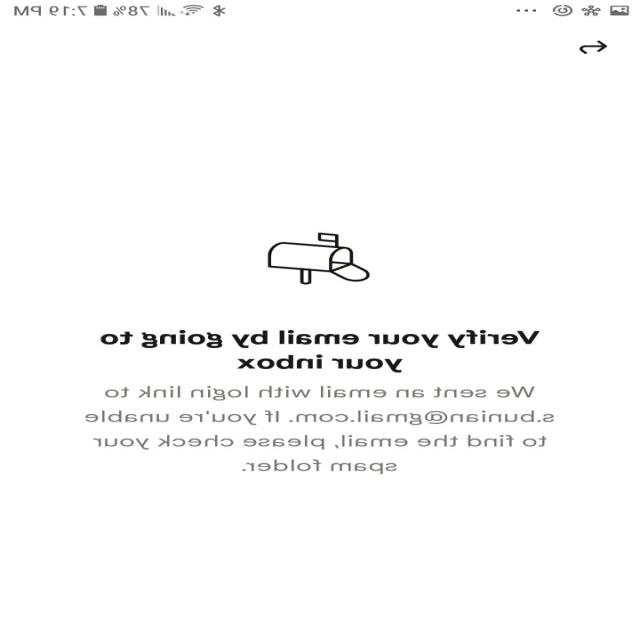 78% 7:19 PM
Verify your email by going to
your inbox
We sent an email with login link to
s.bunian@gmail.com. If you're unable
to find the email, please check your
spam folder.